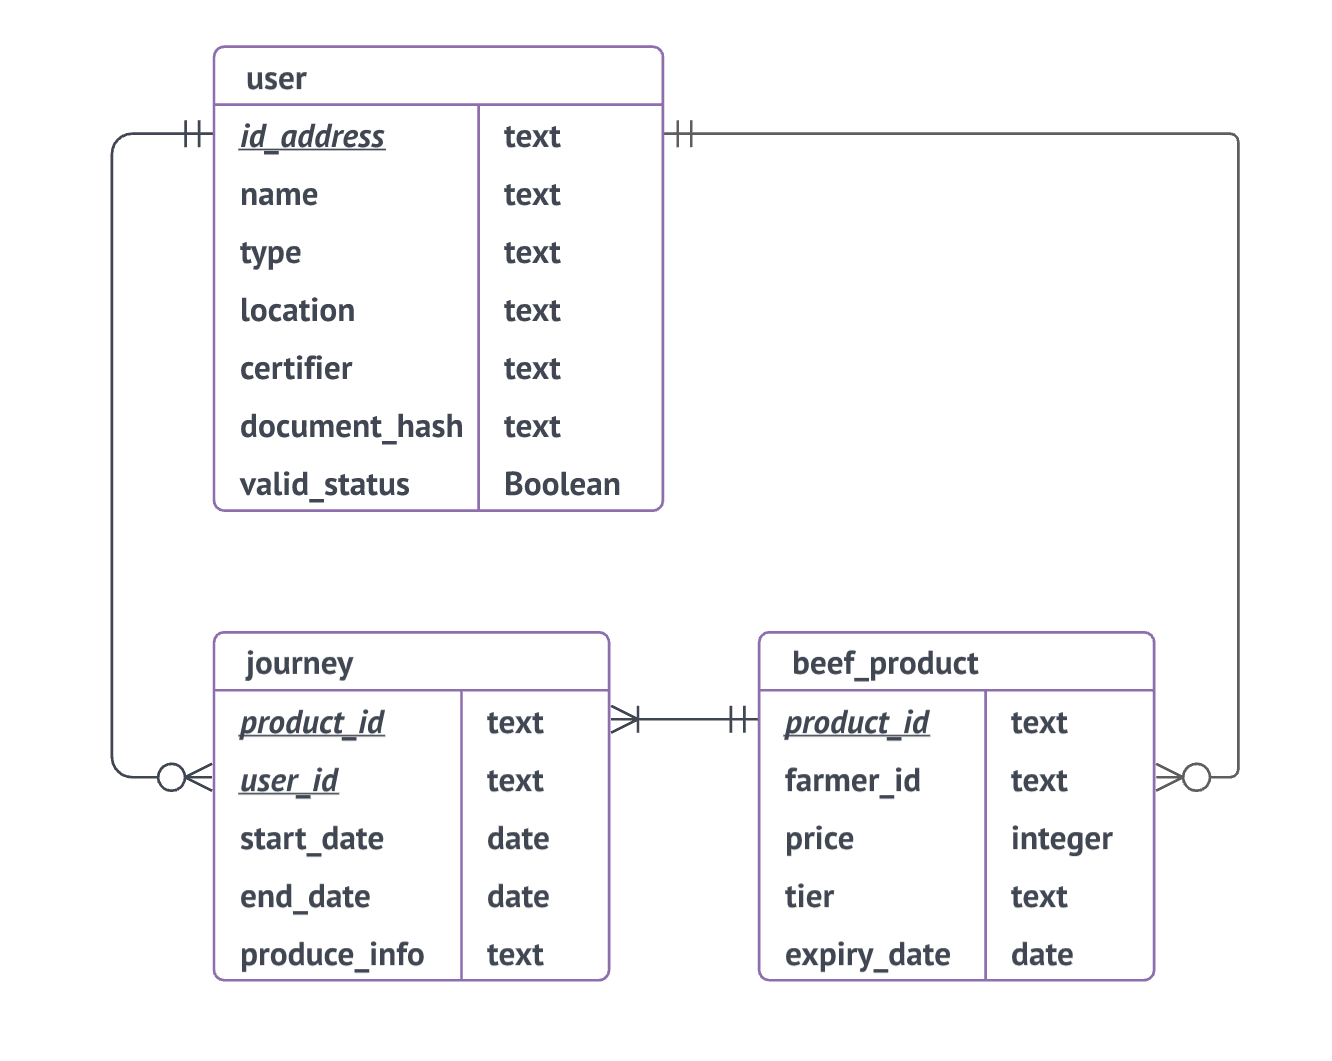 user
id_address text
name text
type text
location text
certifier text
document_hash text
valid_status Boolean
journey
product_id text
user_id text
start_date date
end_date date
produce_info text
beef_product
product_id text
farmer_id text
price integer
tier text
expiry_date date